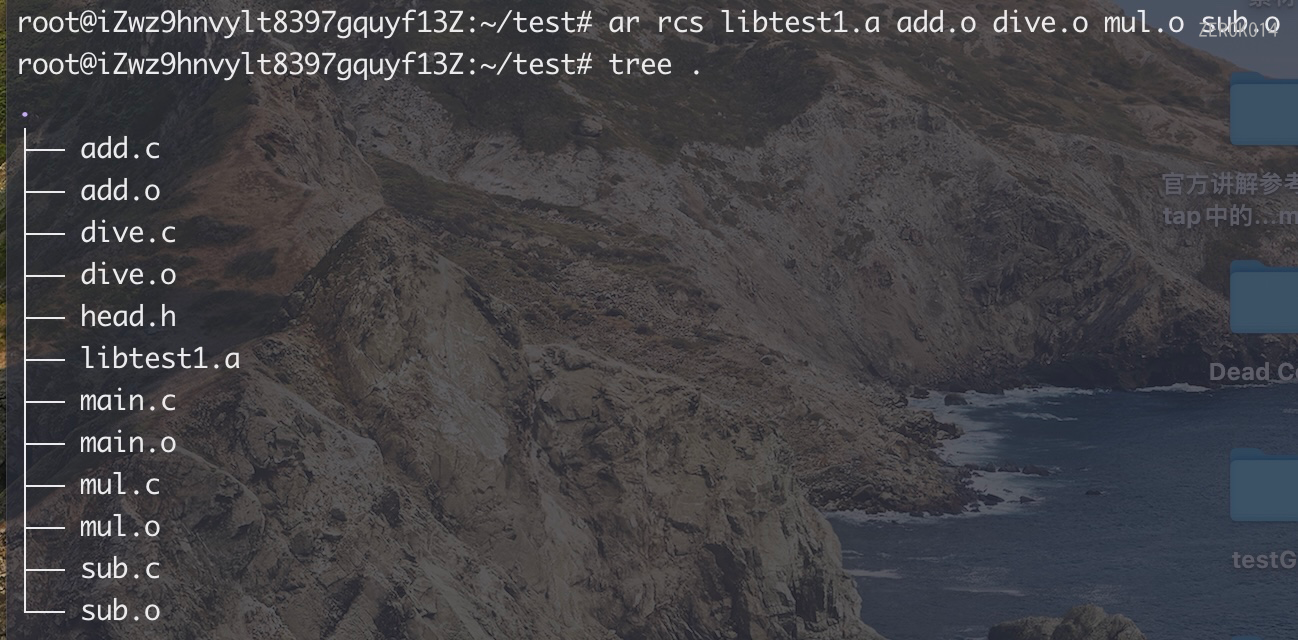 root@iZwz9hnvylt8397gquyf13Z:~/test# ar rcs libtest1.a add.o dive.o mul.o sub.o
root@iZwz9hnvylt8397gquyf13Z:~/test# tree .
.
├── add.c
├── add.o
├── dive.c
├── dive.o
├── head.h
├── libtest1.a
├── main.c
├── main.o
├── mul.c
├── mul.o
├── sub.c
└── sub.o
官方讲解参考
tap中的...m
Dead
testG